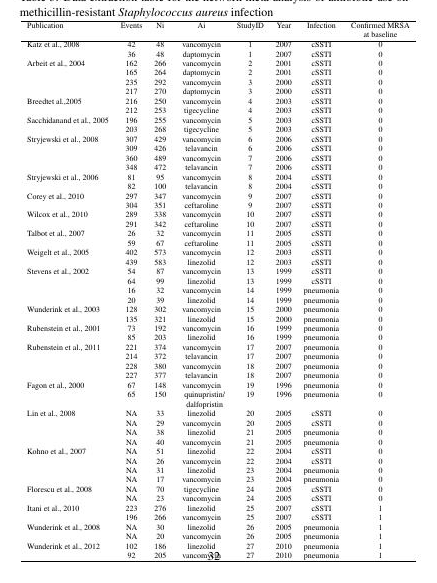 methicillin-resistant Staphylococcus aureus infection
Publication Events Ni Ai StudyID Year Infection Confirmed MRSA
at baseline
Katz et al., 2008 42 48 vancomycin 1 2007 cSSTI 0
36 48 daptomycin 1 2007 cSSTI 0
Arbeit et al., 2004 162 266 vancomycin 2 2001 cSSTI 0
165 264 daptomycin 2 2001 cSSTI 0
235 292 vancomycin 3 2000 cSSTI 0
217 270 daptomycin 3 2000 cSSTI 0
Breedtet al.,2005 216 250 vancomycin 4 2003 cSSTI 0
212 253 tigecycline 4 2003 cSSTI 0
Sacchidanand et al., 2005 196 255 vancomycin 5 2003 cSSTI 0
203 268 tigecycline 5 2003 cSSTI 0
Stryjewski et al., 2008 307 429 vancomycin 6 2006 cSSTI 0
309 426 telavancin 6 2006 cSSTI 0
360 489 vancomycin 7 2006 cSSTI 0
348 472 telavancin 7 2006 cSSTI 0
Stryjewski et al., 2006 81 95 vancomycin 8 2004 cSSTI 0
82 100 telavancin 8 2004 cSSTI 0
Corey et al., 2010 297 347 vancomycin 9 2007 cSSTI 0
304 351 ceftaroline 9 2007 cSSTI 0
Wilcox et al., 2010 289 338 vancomycin 10 2007 cSSTI 0
291 342 ceftaroline 10 2007 cSSTI 0
Talbot et al., 2007 26 32 vancomycin 11 2005 cSSTI 0
59 67 ceftaroline 11 2005 cSSTI 0
Weigelt et al., 2005 402 573 vancomycin 12 2003 cSSTI 0
439 583 linezolid 12 2003 cSSTI 0
Stevens et al., 2002 54 87 vancomycin 13 1999 cSSTI 0
64 99 linezolid 13 1999 cSSTI 0
16 32 vancomycin 14 1999 pneumonia 0
20 39 linezolid 14 1999 pneumonia 0
Wunderink et al., 2003 128 302 vancomycin 15 2000 pneumonia 0
135 321 linezolid 15 2000 pneumonia 0
Rubenstein et al., 2001 73 192 vancomycin 16 1999 pneumonia 0
85 203 linezolid 16 1999 pneumonia 0
Rubenstein et al., 2011 221 374 vancomycin 17 2007 pneumonia 0
214 372 telavancin 17 2007 pneumonia 0
228 380 vancomycin 18 2007 pneumonia 0
227 377 telavancin 18 2007 pneumonia 0
Fagon et al., 2000 67 148 vancomycin 19 1996 pneumonia 0
65 150 quinupristin/ 19 1996 pneumonia 0
dalfopristin
Lin et al., 2008 NA 33 linezolid 20 2005 cSSTI 0
NA 29 vancomycin 20 2005 cSSTI 0
NA 38 linezolid 21 2005 pneumonia 0
NA 40 vancomycin 21 2005 pneumonia 0
Kohno et al., 2007 NA 51 linezolid 22 2004 cSSTI 0
NA 26 vancomycin 22 2004 cSSTI 0
NA 31 linezolid 23 2004 pneumonia 0
NA 17 vancomycin 23 2004 pneumonia 0
Florescu et al., 2008 NA 70 tigecycline 24 2005 cSSTI 0
NA 23 vancomycin 24 2005 cSSTI 0
Itani et al., 2010 223 276 linezolid 25 2007 cSSTI 1
196 266 vancomycin 25 2007 cSSTI 1
Wunderink et al., 2008 NA 30 linezolid 26 2005 pneumonia 1
NA 20 vancomycin 26 2005 pneumonia 1
Wunderink et al., 2012 102 186 linezolid 27 2010 pneumonia 1
92 205 vancomycin 27 2010 pneumonia 1
32